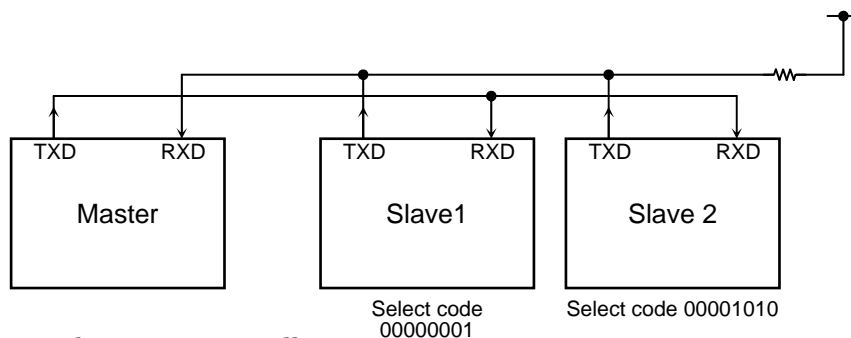 TXD RXD TXD RXD TXD RXD
Master Slave1 Slave 2
Select code
00000001
Select code 00001010